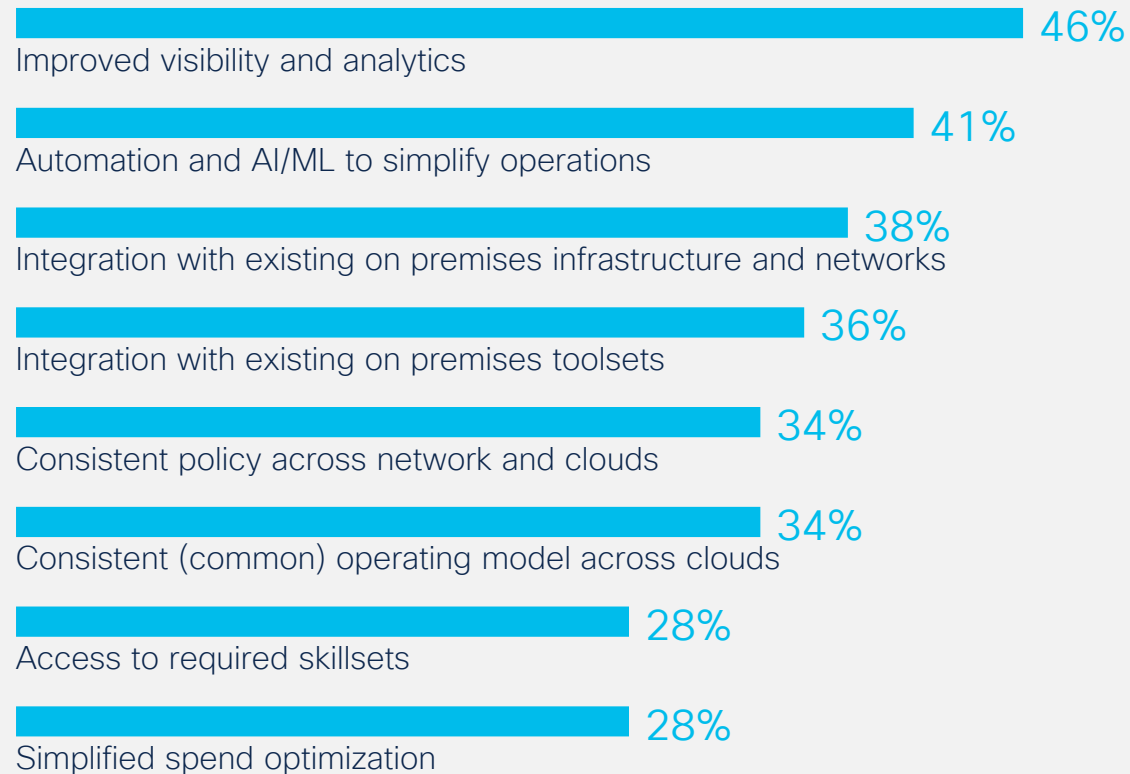 46%
Improved visibility and analytics
41%
Automation and AI/ML to simplify operations
38%
Integration with existing on premises infrastructure and networks
36%
Integration with existing on premises toolsets
34%
Consistent policy across network and clouds
34%
Consistent (common) operating model across clouds
28%
Access to required skillsets
28%
Simplified spend optimization